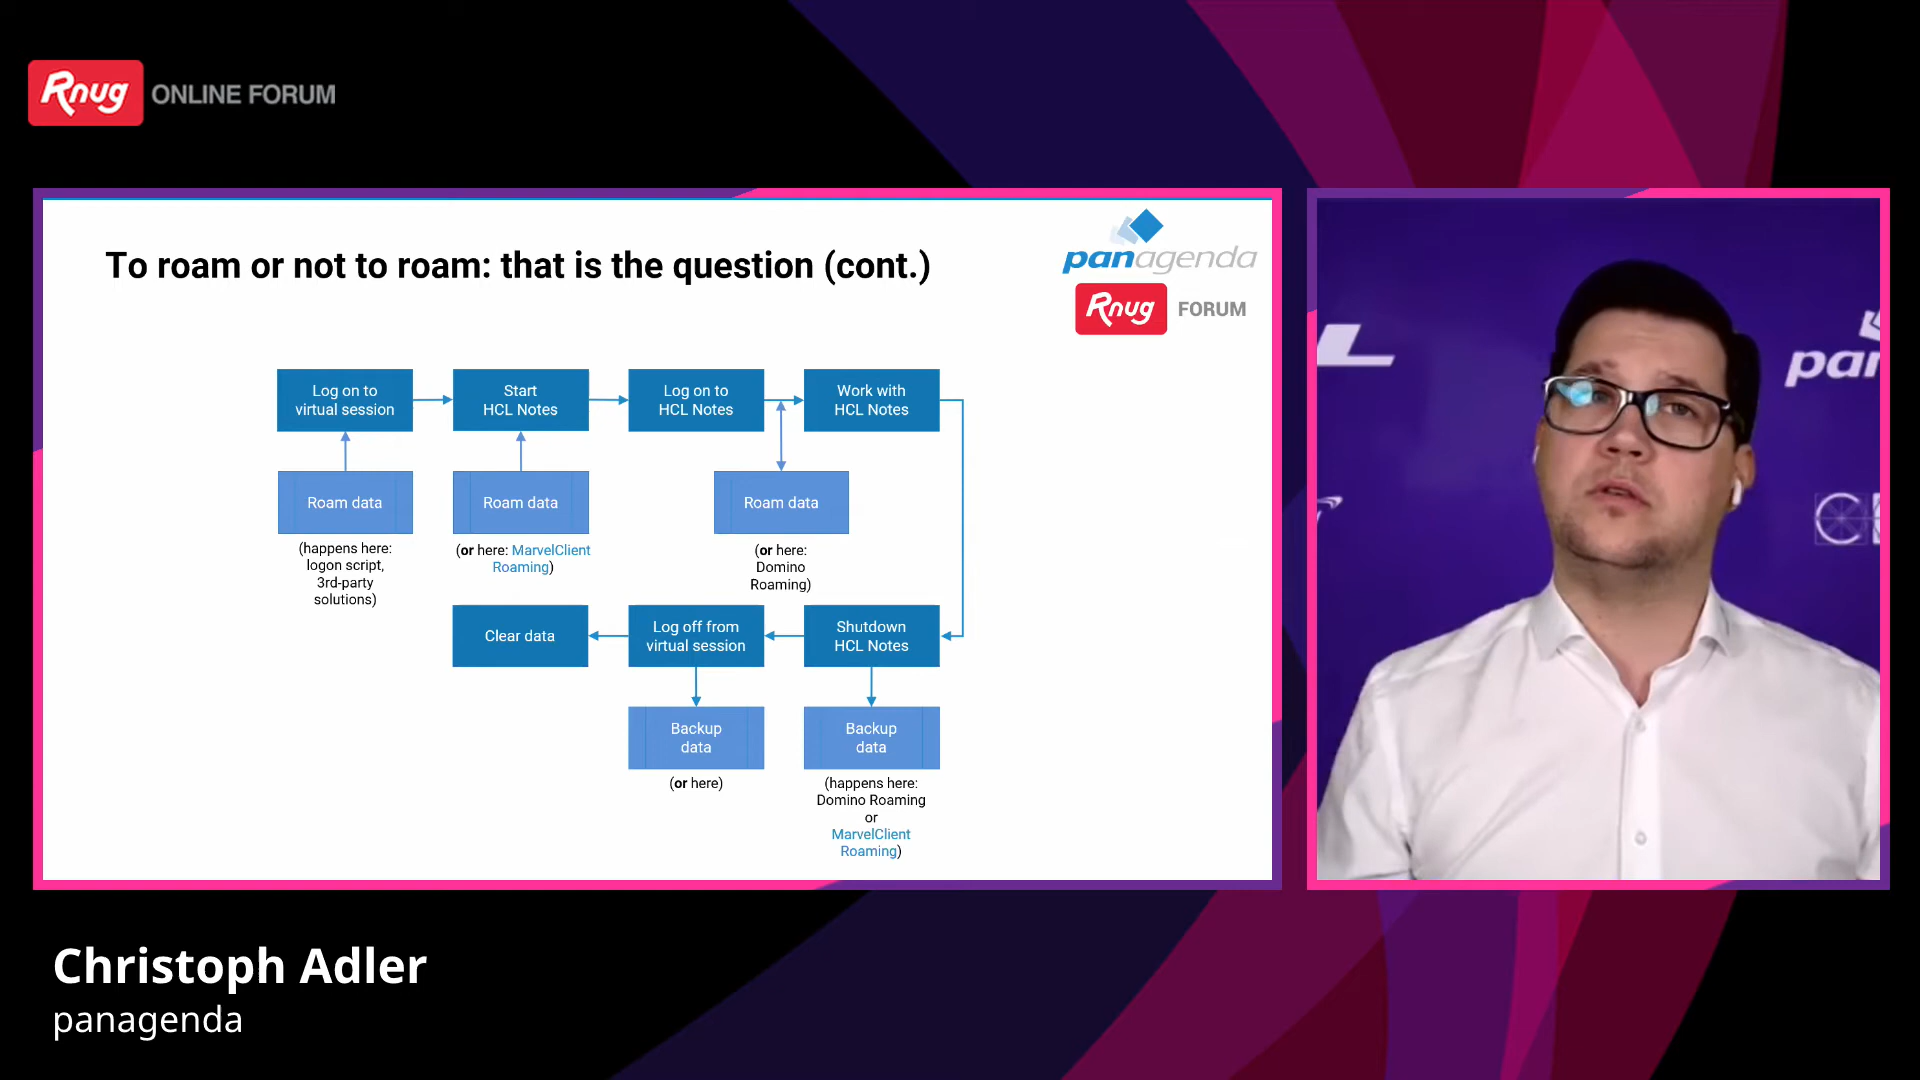 Rnug ONLINE FORUM
To roam or not to roam: that is the question (cont.)
panagenda
Rnug FORUM
Log on to
virtual session
Start
HCL Notes
Log on to
HCL Notes
Work with
HCL Notes
Roam data
Roam data
Roam data
(happens here:
logon script,
3rd-party
solutions)
(or here: MarvelClient
Roaming)
(or here:
Domino
Roaming)
Clear data
Log off from
virtual session
Shutdown
HCL Notes
Backup
data
Backup
data
(or here)
(happens here:
Domino Roaming
or
MarvelClient
Roaming)
L
pan
C
Christoph Adler
panagenda